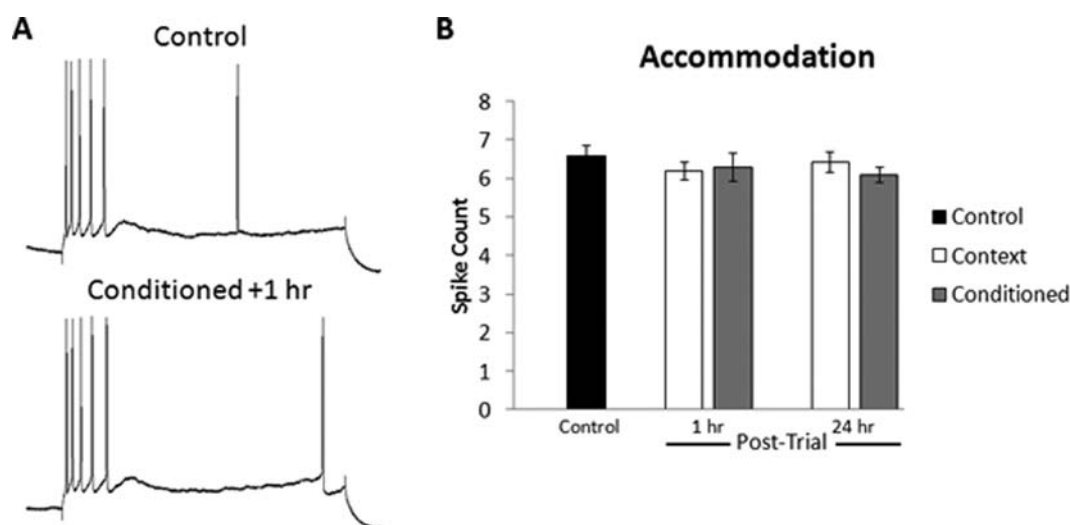 A
Control
Conditioned +1 hr
B
Accommodation
Spike Count
8
7
6
5
4
3
2
1
0
Control
1 hr
24 hr
Post-Trial
Control
Context
Conditioned